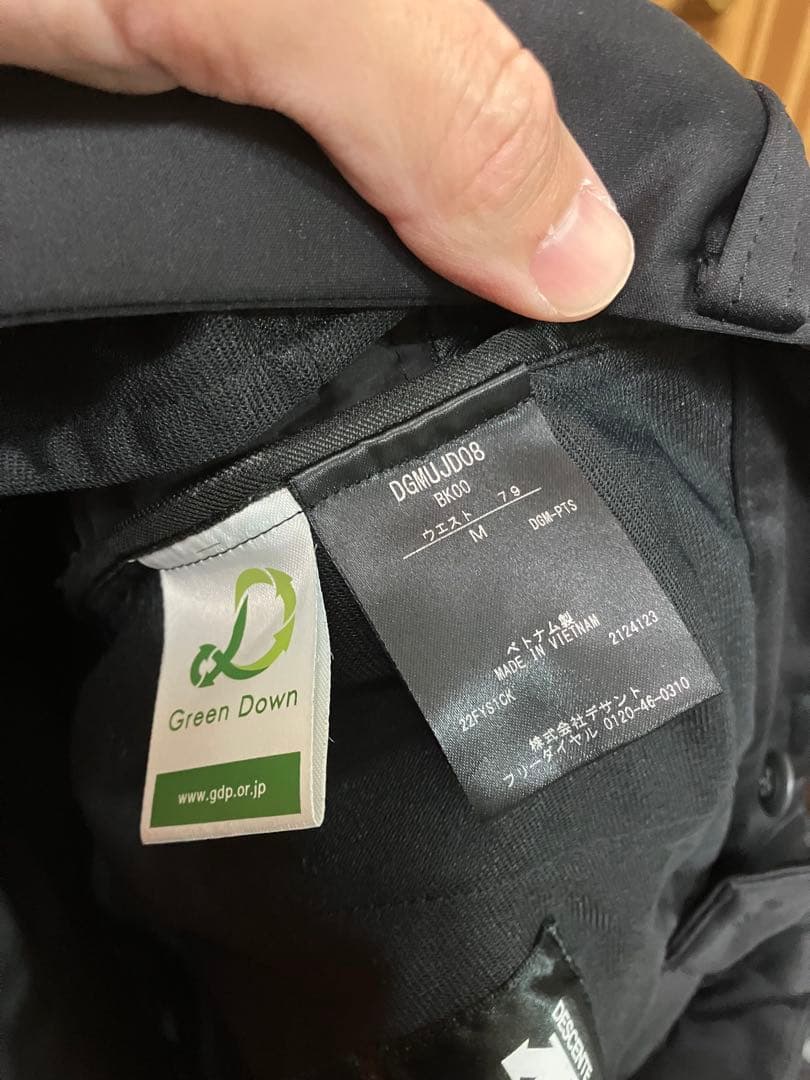 Green Down
www.gdp.or.jp
DGMUJD08
BK00
ウエスト 79
M
DGM-PTS
ベトナム製
MADE IN VIETNAM
22FYS1CK 2124123
株式会社デサント
フリーダイヤル 0120-46-0310
DESCENTE